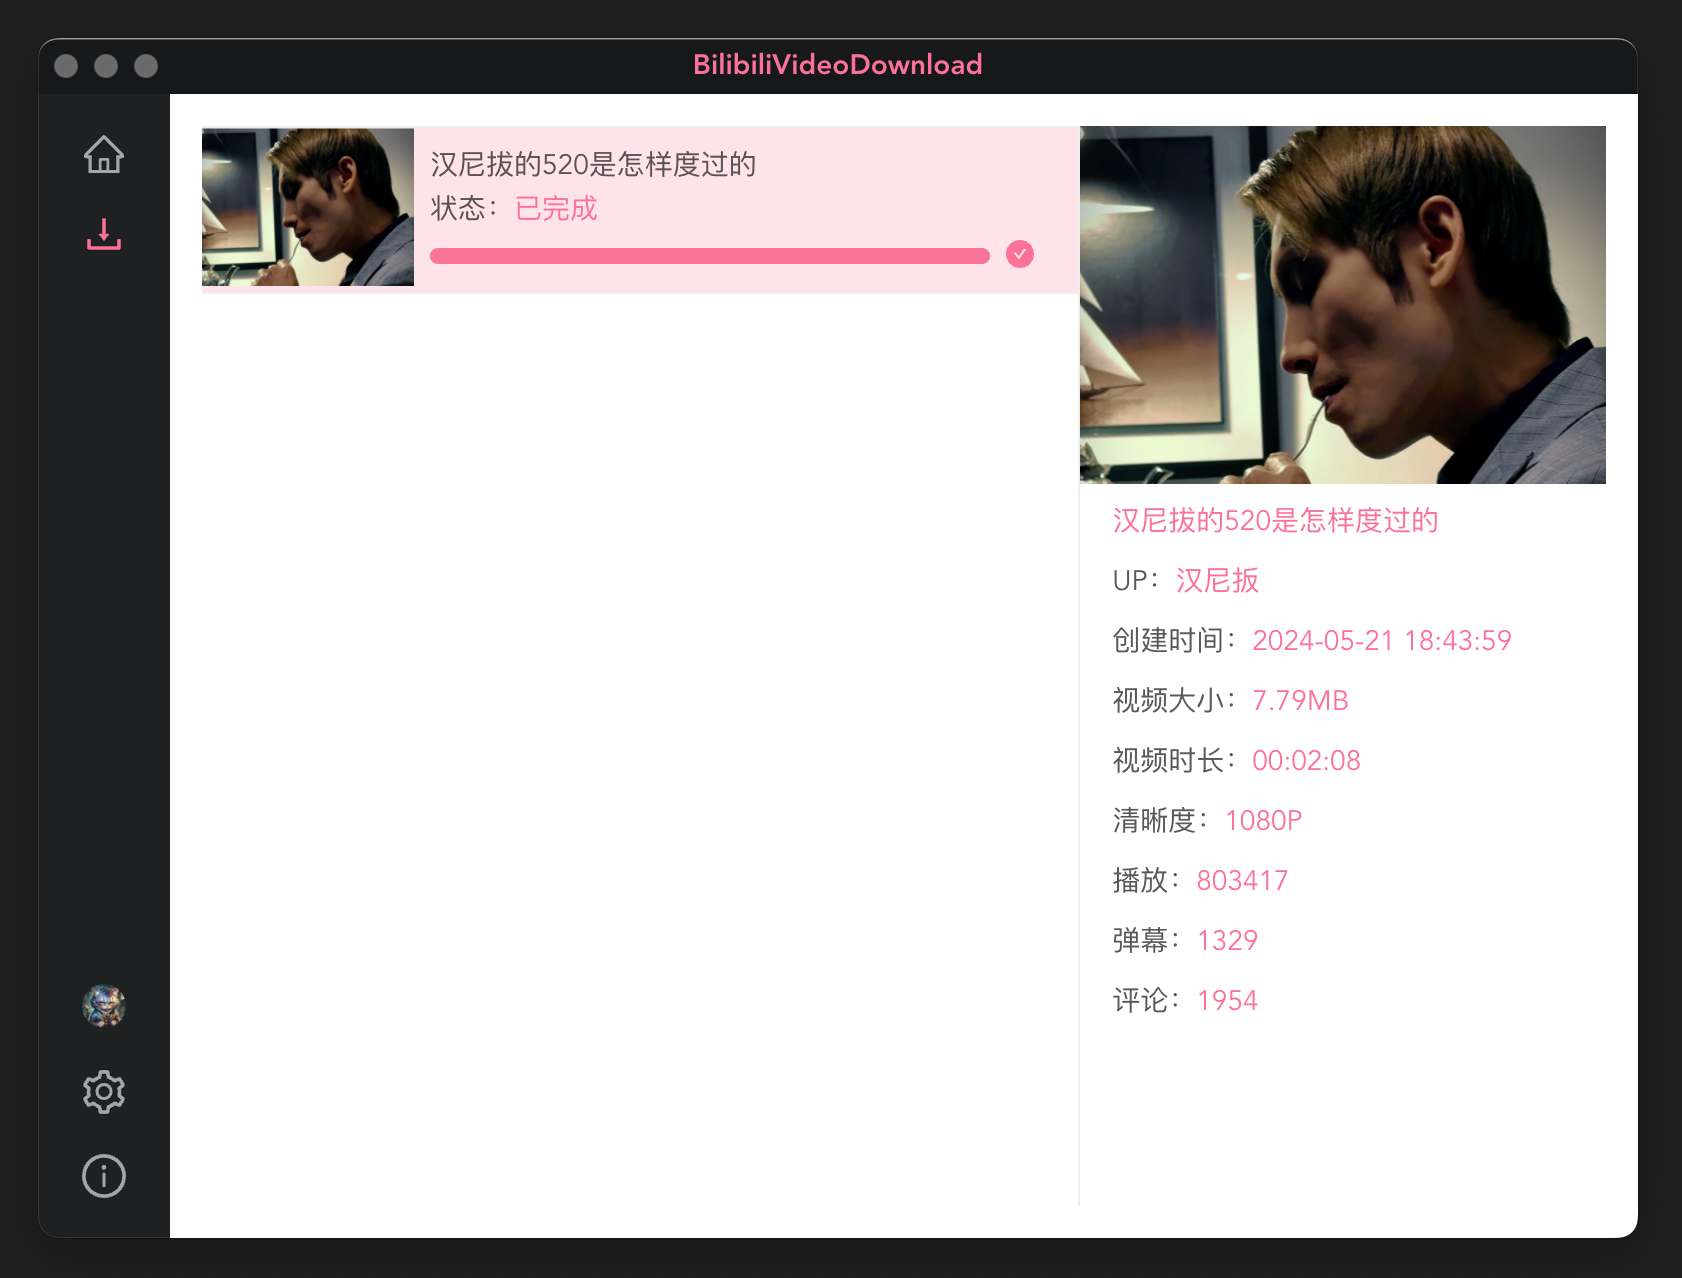 BilibiliVideoDownload
汉尼拔的520是怎样度过的
状态：已完成
汉尼拔的520是怎样度过的
UP：汉尼扳
创建时间：2024-05-21 18:43:59
视频大小：7.79MB
视频时长：00:02:08
清晰度：1080P
播放：803417
弹幕：1329
评论：1954